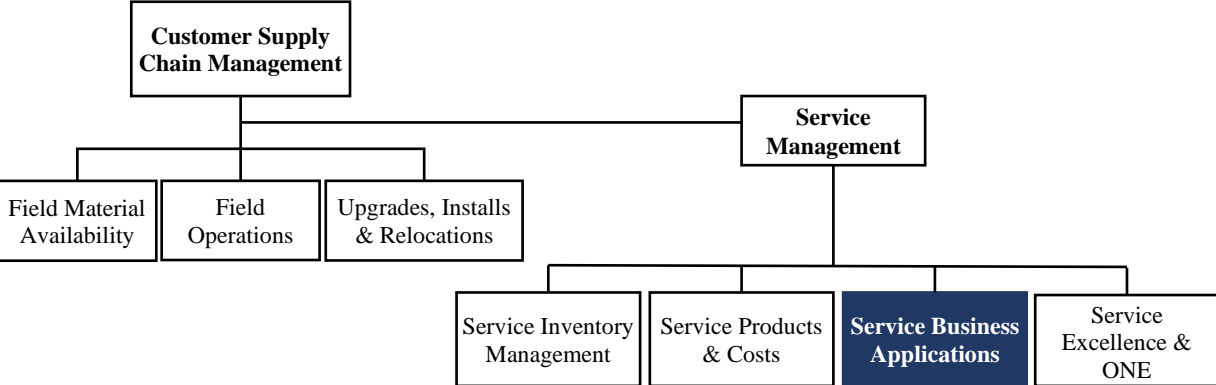 Customer Supply
Chain Management
Service
Management
Field Material
Availability
Field
Operations
Upgrades, Installs
& Relocations
Service Inventory
Management
Service Products
& Costs
Service Business
Applications
Service
Excellence &
ONE